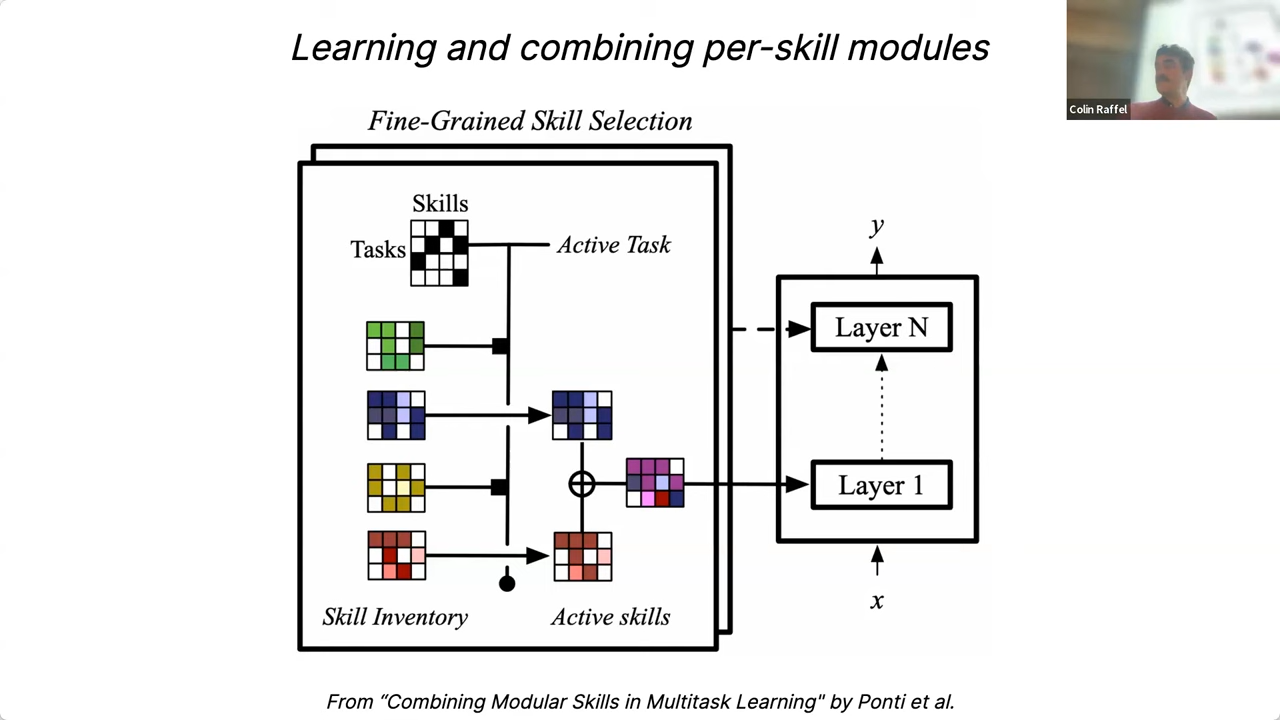 Learning and combining per-skill modules
Colin Raffel
Fine-Grained Skill Selection
Skills
Tasks
Active Task
y
Layer N
Layer 1
x
Skill Inventory
Active skills
From “Combining Modular Skills in Multitask Learning" by Ponti et al.